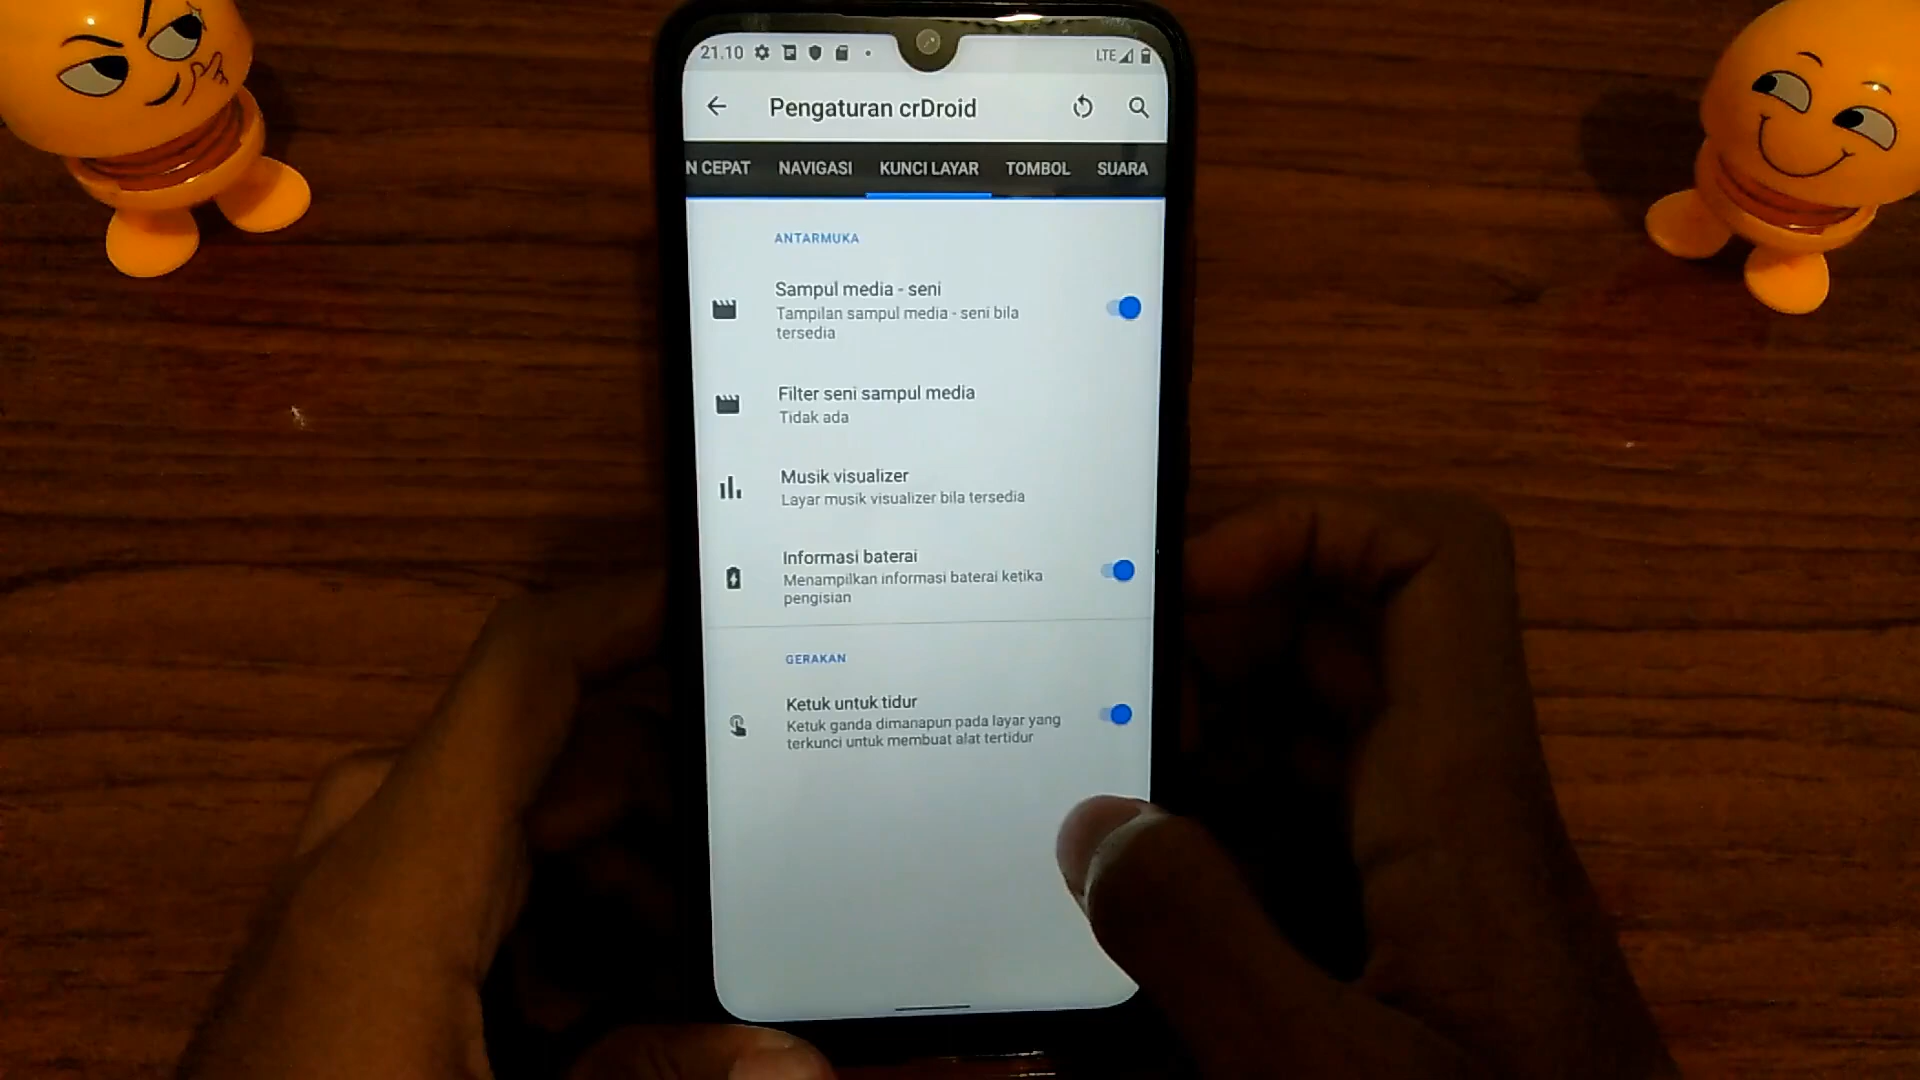 21.10 LTE
Pengaturan crDroid
N CEPAT NAVIGASI KUNCI LAYAR TOMBOL SUARA
ANTARMUKA
Sampul media - seni
Tampilan sampul media - seni bila
tersedia
Filter seni sampul media
Tidak ada
Musik visualizer
Layar musik visualizer bila tersedia
Informasi baterai
Menampilkan informasi baterai ketika
pengisian
GERAKAN
Ketuk untuk tidur
Ketuk ganda dimanapun pada layar yang
terkunci untuk membuat alat tertidur